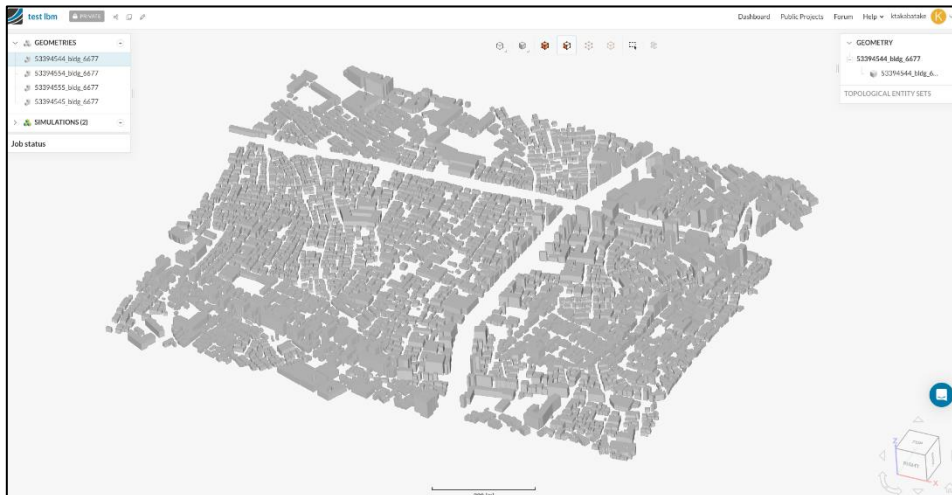 test lbm
PRIVATE
Dashboard Public Projects Forum Help ktakabatake K
GEOMETRIES
53394544_bldg_6677
53394554_bldg_6677
53394555_bldg_6677
53394545_bldg_6677
SIMULATIONS (2)
Job status
GEOMETRY
53394544_bldg_6677
53394544_bldg_6...
TOPOLOGICAL ENTITY SETS
Z
X